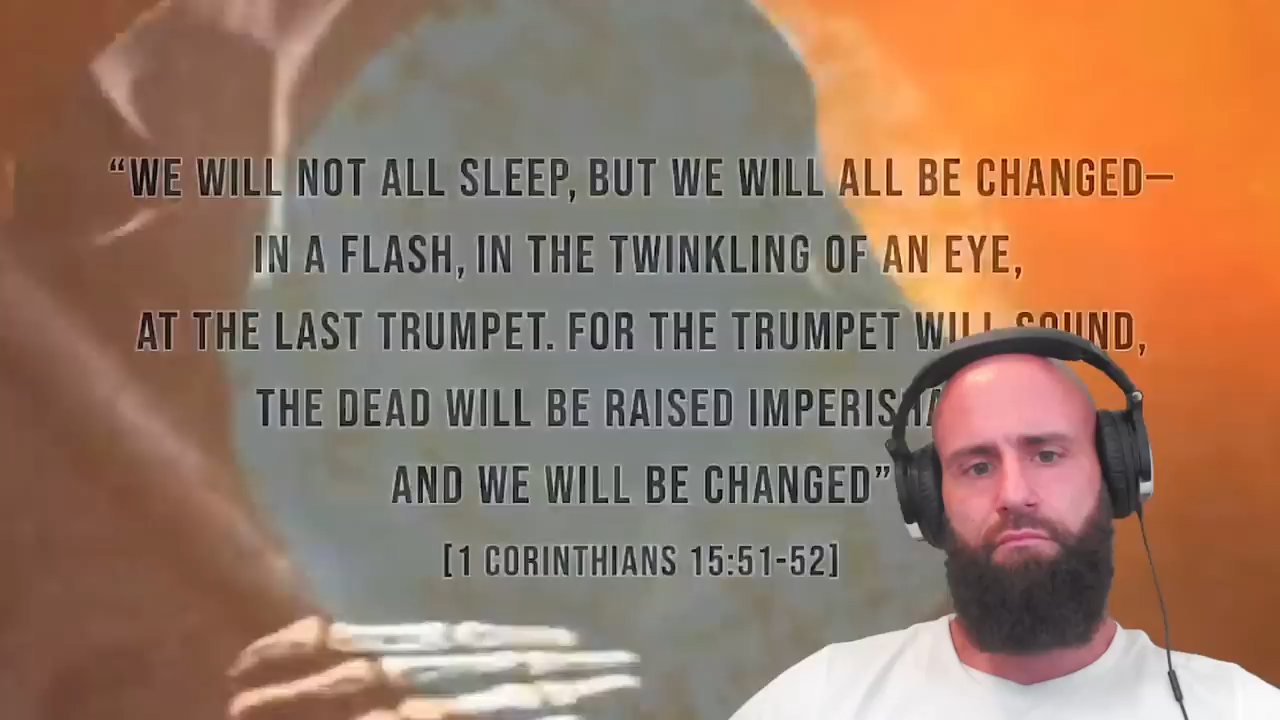 “WE WILL NOT ALL SLEEP, BUT WE WILL ALL BE CHANGED—
IN A FLASH, IN THE TWINKLING OF AN EYE,
AT THE LAST TRUMPET. FOR THE TRUMPET WILL SOUND,
THE DEAD WILL BE RAISED
AND WE WILL BE CHANGED”
[1 CORINTHIANS 15:51-52]